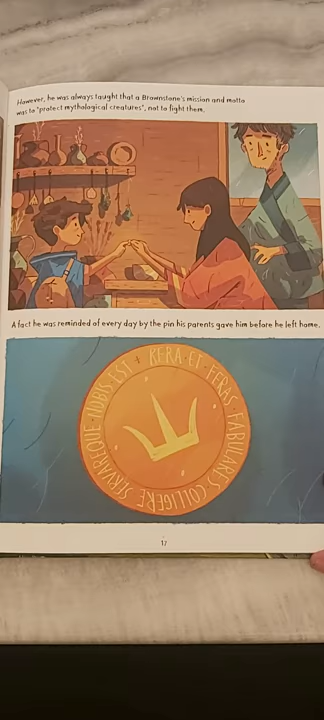 However, he was always taught that a Brownstone's mission and motto
was to "protect mythological creatures", not to fight them.
A fact he was reminded of every day by the pin his parents gave him before he left home.
RERA·ET·FERAS·FABULARES·COLLIGERE SERVAREQUE·NOBIS·EST
17